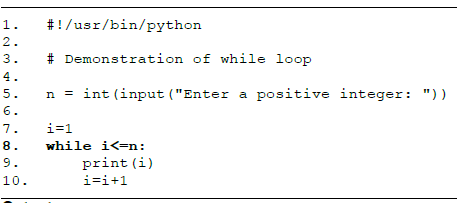 1. #!/usr/bin/python
2.
3. # Demonstration of while loop
4.
5. n = int(input("Enter a positive integer: "))
6.
7. i=1
8. while i<=n:
9.     print(i)
10.     i=i+1